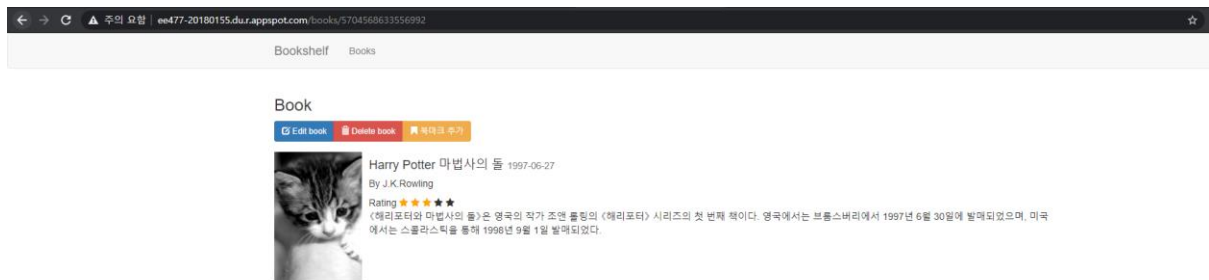 주의 요함 ee477-20180155.du.r.appspot.com/books/5704568633556992
Bookshelf Books
Book
Edit book Delete book 북마크 추가
Harry Potter 마법사의 돌 1997-06-27
By J.K.Rowling
Rating
《해리포터와 마법사의 돌》은 영국의 작가 조앤 롤링의 《해리포터》 시리즈의 첫 번째 책이다. 영국에서는 브룸스버리에서 1997년 6월 30일에 발매되었으며, 미국
에서는 스콜라스틱을 통해 1998년 9월 1일 발매되었다.